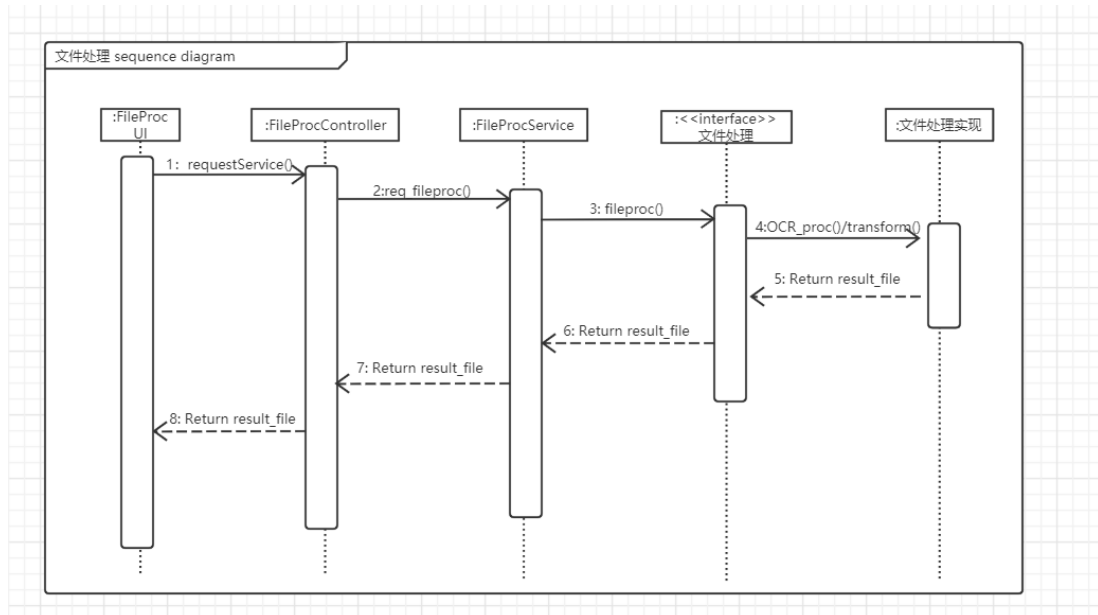 文件处理 sequence diagram
:FileProc
UI
:FileProcController
:FileProcService
:<<interface>>
文件处理
:文件处理实现
1: requestService()
2:req_fileproc()
3: fileproc()
4:OCR_proc()/transform()
5: Return result_file
6: Return result_file
7: Return result_file
8: Return result_file